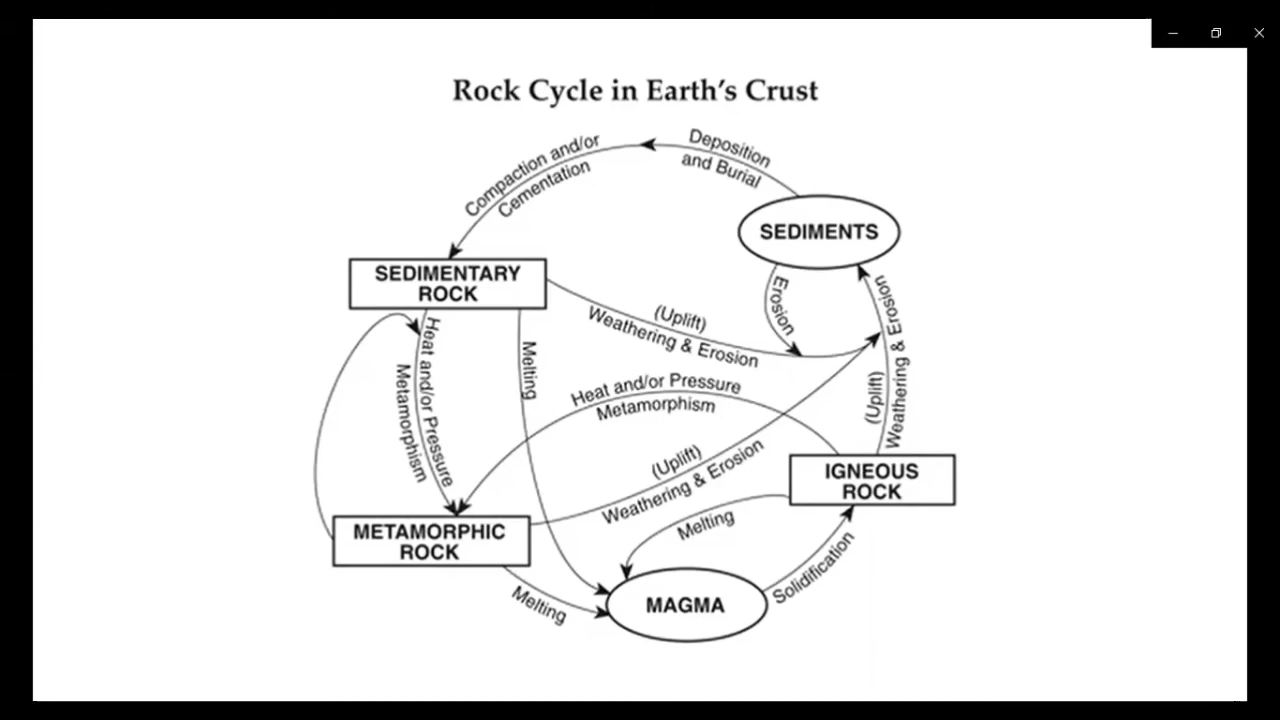 Rock Cycle in Earth's Crust
Deposition
and Burial
Compaction and/or
Cementation
SEDIMENTS
SEDIMENTARY
ROCK
Erosion
(Uplift)
Weathering & Erosion
(Uplift)
Weathering & Erosion
Heat and/or Pressure
Metamorphism
Melting
Heat and/or Pressure
Metamorphism
(Uplift)
Weathering & Erosion
IGNEOUS
ROCK
METAMORPHIC
ROCK
Melting
Solidification
Melting
MAGMA